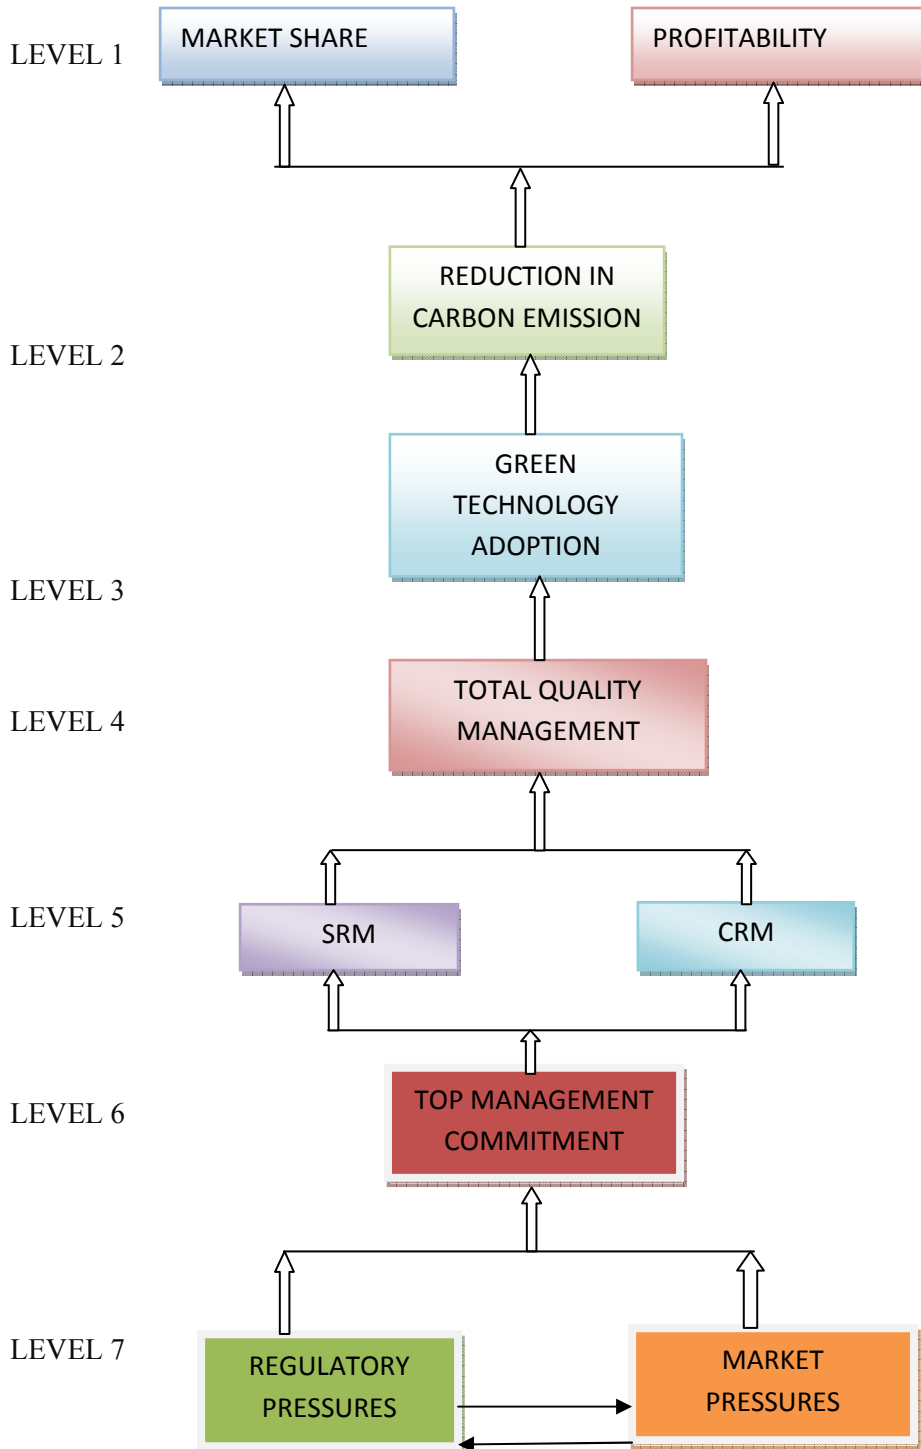 LEVEL 1
MARKET SHARE
PROFITABILITY
REDUCTION IN
CARBON EMISSION
LEVEL 2
GREEN
TECHNOLOGY
ADOPTION
LEVEL 3
TOTAL QUALITY
MANAGEMENT
LEVEL 4
LEVEL 5
SRM
CRM
LEVEL 6
TOP MANAGEMENT
COMMITMENT
LEVEL 7
REGULATORY
PRESSURES
MARKET
PRESSURES